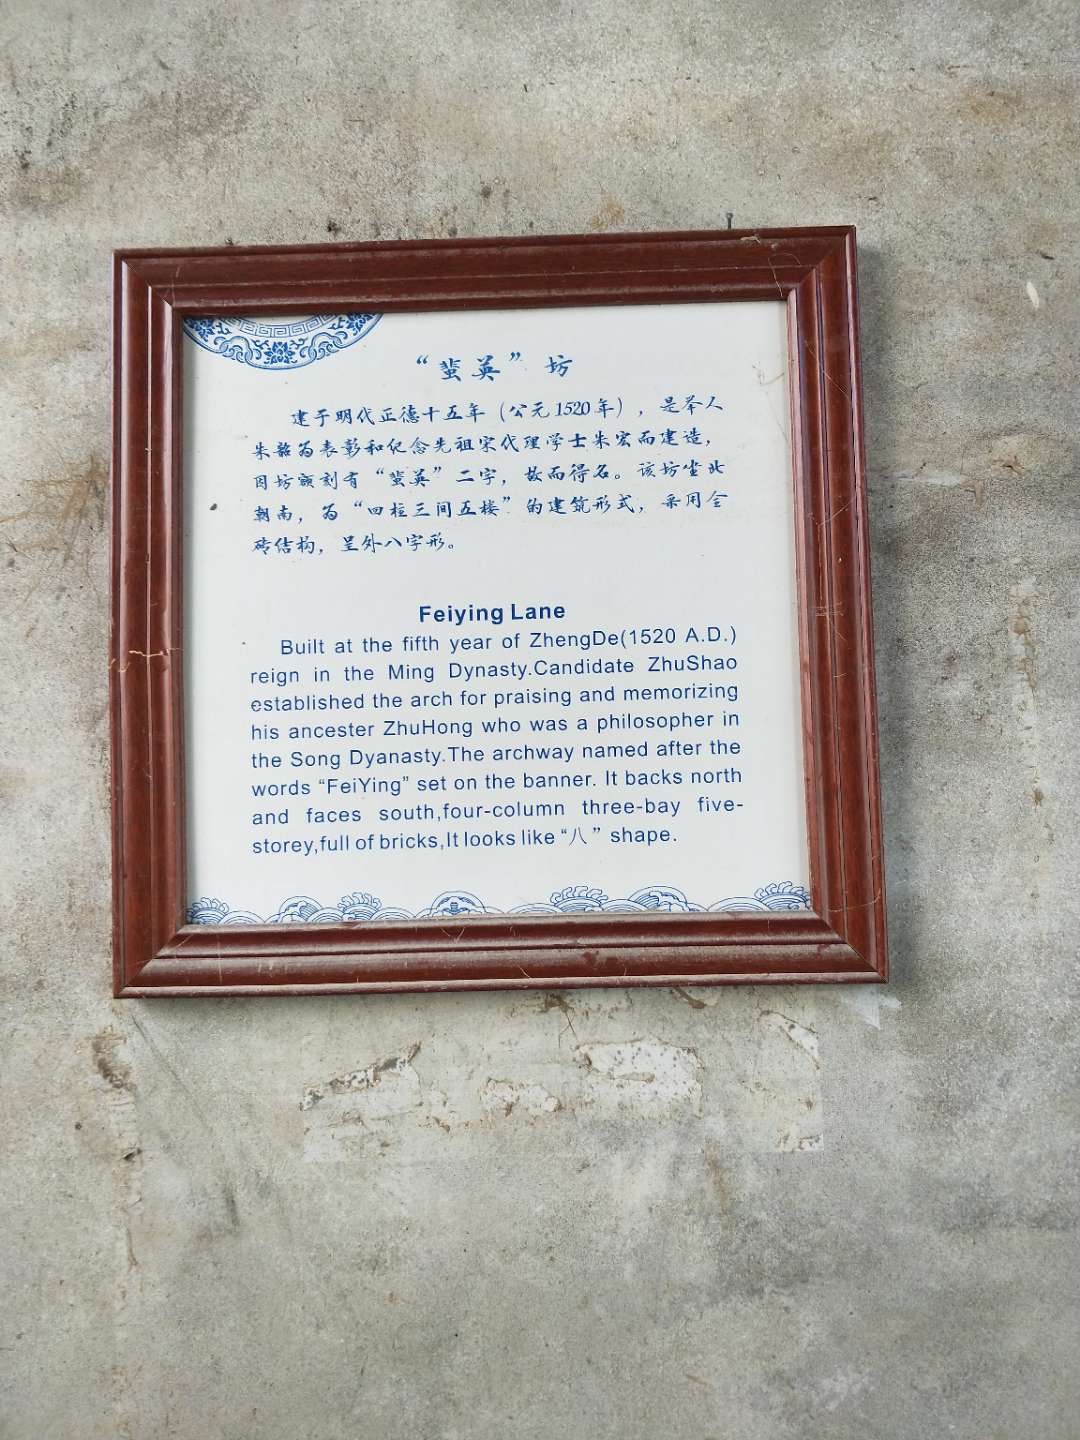 “蜚英”坊
建于明代正德十五年（公元1520年），是举人
朱韶为表彰和纪念先祖宋代理学士朱宏而建造，
因坊额刻有“蜚英”二字，故而得名。该坊坐北
朝南，为“四柱三间五楼”的建筑形式，采用全
砖结构，呈外八字形。
Feiying Lane
Built at the fifth year of ZhengDe(1520 A.D.)
reign in the Ming Dynasty.Candidate ZhuShao
established the arch for praising and memorizing
his ancester ZhuHong who was a philosopher in
the Song Dyanasty.The archway named after the
words “FeiYing” set on the banner. It backs north
and faces south,four-column three-bay five-
storey,full of bricks,It looks like “八” shape.